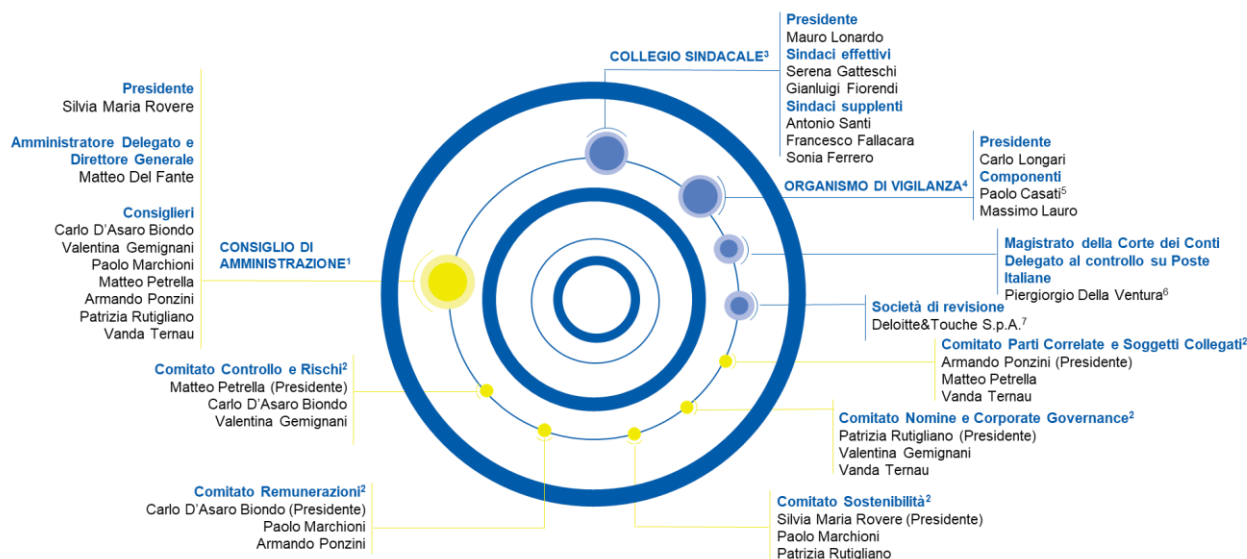 Presidente
Silvia Maria Rovere
Amministratore Delegato e
Direttore Generale
Matteo Del Fante
Consiglieri
Carlo D'Asaro Biondo
Valentina Gemignani
Paolo Marchioni
Matteo Petrella
Armando Ponzini
Patrizia Rutigliano
Vanda Ternau
CONSIGLIO DI
AMMINISTRAZIONE¹
COLLEGIO SINDACALE³
Presidente
Mauro Lonardo
Sindaci effettivi
Serena Gatteschi
Gianluigi Fiorendi
Sindaci supplenti
Antonio Santi
Francesco Fallacara
Sonia Ferrero
ORGANISMO DI VIGILANZA⁴
Presidente
Carlo Longari
Componenti
Paolo Casati⁵
Massimo Lauro
Magistrato della Corte dei Conti
Delegato al controllo su Poste
Italiane
Piergiorgio Della Ventura⁶
Società di revisione
Deloitte&Touche S.p.A.⁷
Comitato Parti Correlate e Soggetti Collegati²
Armando Ponzini (Presidente)
Matteo Petrella
Vanda Ternau
Comitato Nomine e Corporate Governance²
Patrizia Rutigliano (Presidente)
Valentina Gemignani
Vanda Ternau
Comitato Sostenibilità²
Silvia Maria Rovere (Presidente)
Paolo Marchioni
Patrizia Rutigliano
Comitato Controllo e Rischi²
Matteo Petrella (Presidente)
Carlo D'Asaro Biondo
Valentina Gemignani
Comitato Remunerazioni²
Carlo D'Asaro Biondo (Presidente)
Paolo Marchioni
Armando Ponzini